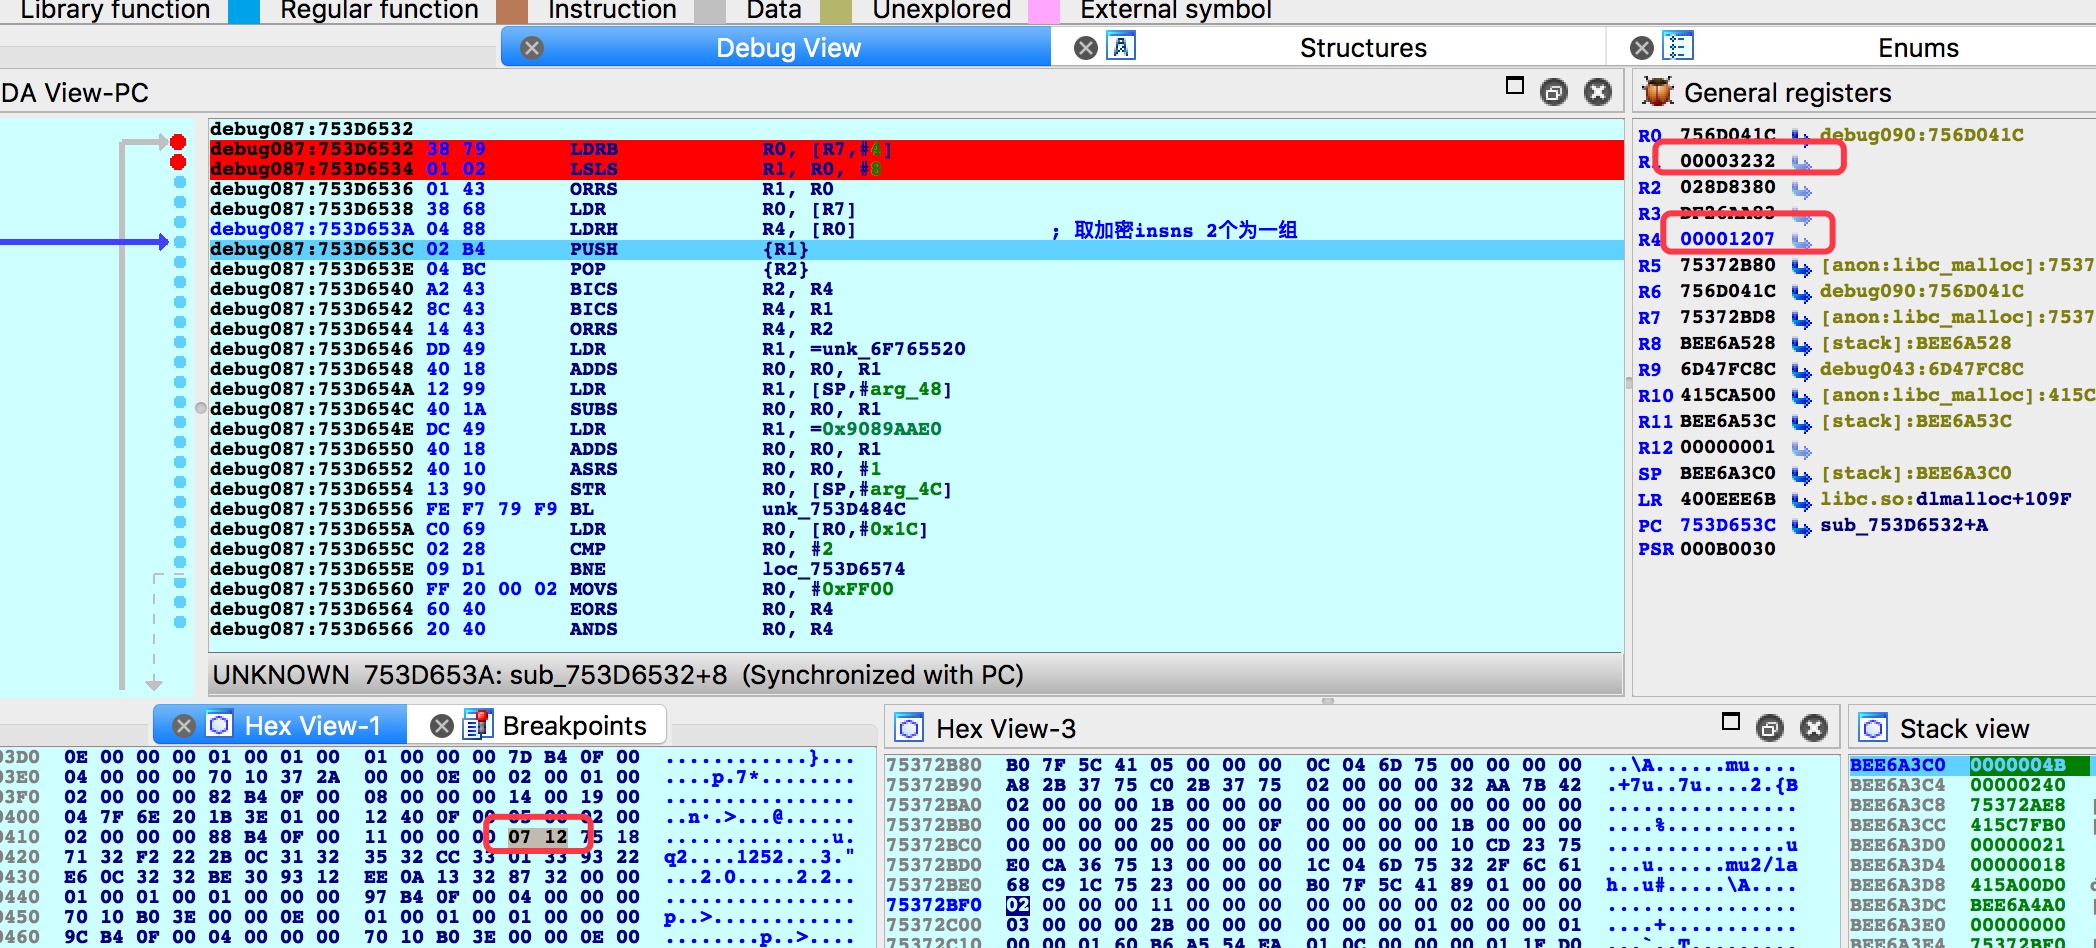 Library function Regular function Instruction Data Unexplored External symbol
Debug View Structures Enums
DA View-PC
debug087:753D6532
debug087:753D6532 38 79 LDRB R0, [R7,#4]
debug087:753D6534 01 02 LSLS R1, R0, #8
debug087:753D6536 01 43 ORRS R1, R0
debug087:753D6538 38 68 LDR R0, [R7]
debug087:753D653A 04 88 LDRH R4, [R0] ; 取加密insns 2个为一组
debug087:753D653C 02 B4 PUSH {R1}
debug087:753D653E 04 BC POP {R2}
debug087:753D6540 A2 43 BICS R2, R4
debug087:753D6542 8C 43 BICS R4, R1
debug087:753D6544 14 43 ORRS R4, R2
debug087:753D6546 DD 49 LDR R1, =unk_6F765520
debug087:753D6548 40 18 ADDS R0, R0, R1
debug087:753D654A 12 99 LDR R1, [SP,#arg_48]
debug087:753D654C 40 1A SUBS R0, R0, R1
debug087:753D654E DC 49 LDR R1, =0x9089AAE0
debug087:753D6550 40 18 ADDS R0, R0, R1
debug087:753D6552 40 10 ASRS R0, R0, #1
debug087:753D6554 13 90 STR R0, [SP,#arg_4C]
debug087:753D6556 FE F7 79 F9 BL unk_753D484C
debug087:753D655A C0 69 LDR R0, [R0,#0x1C]
debug087:753D655C 02 28 CMP R0, #2
debug087:753D655E 09 D1 BNE loc_753D6574
debug087:753D6560 FF 20 00 02 MOVS R0, #0xFF00
debug087:753D6564 60 40 EORS R0, R4
debug087:753D6566 20 40 ANDS R0, R4
UNKNOWN 753D653A: sub_753D6532+8 (Synchronized with PC)
General registers
R0 756D041C debug090:756D041C
R1 00003232
R2 028D8380
R3 DF26AA83
R4 00001207
R5 75372B80 [anon:libc_malloc]:7537
R6 756D041C debug090:756D041C
R7 75372BD8 [anon:libc_malloc]:7537
R8 BEE6A528 [stack]:BEE6A528
R9 6D47FC8C debug043:6D47FC8C
R10 415CA500 [anon:libc_malloc]:415C
R11 BEE6A53C [stack]:BEE6A53C
R12 00000001
SP BEE6A3C0 [stack]:BEE6A3C0
LR 400EEE6B libc.so:dlmalloc+109F
PC 753D653C sub_753D6532+A
PSR 000B0030
Hex View-1 Breakpoints
03D0 0E 00 00 00 01 00 01 00 01 00 00 00 7D B4 0F 00 ............}...
03E0 04 00 00 00 70 10 37 2A 00 00 0E 00 02 00 01 00 ....p.7*........
03F0 02 00 00 00 82 B4 0F 00 08 00 00 00 14 00 19 00 ................
0400 04 7F 6E 20 1B 3E 01 00 12 40 0F 00 05 00 02 00 ..n·.>...@......
0410 02 00 00 00 88 B4 0F 00 11 00 00 00 07 12 75 18 ..............u.
0420 71 32 F2 22 2B 0C 31 32 35 32 CC 33 01 33 93 22 q2....1252...3."
0430 E6 0C 32 32 BE 30 93 12 EE 0A 13 32 87 32 00 00 ...2.0.....2.2..
0440 01 00 01 00 01 00 00 00 97 B4 0F 00 04 00 00 00 ................
0450 70 10 B0 3E 00 00 0E 00 01 00 01 00 01 00 00 00 p..>............
0460 9C B4 0F 00 04 00 00 00 70 10 B0 3E 00 00 0E 00 ........p..>....
Hex View-3
75372B80 B0 7F 5C 41 05 00 00 00 0C 04 6D 75 00 00 00 00 ..\A......mu....
75372B90 A8 2B 37 75 C0 2B 37 75 02 00 00 00 32 AA 7B 42 .+7u..7u....2.{B
75372BA0 02 00 00 00 1B 00 00 00 00 00 00 00 00 00 00 00 ................
75372BB0 00 00 00 00 25 00 00 0F 00 00 00 00 1B 00 00 00 ....%...........
75372BC0 00 00 00 00 00 00 00 00 00 00 00 00 10 CD 23 75 ...............u
75372BD0 E0 CA 36 75 13 00 00 00 1C 04 6D 75 32 2F 6C 61 ...u......mu2/la
75372BE0 68 C9 1C 75 23 00 00 00 B0 7F 5C 41 89 01 00 00 h..u#.....\A....
75372BF0 02 00 00 00 11 00 00 00 00 00 00 00 02 00 00 00 ................
75372C00 03 00 00 00 2B 00 00 00 00 00 01 00 00 00 00 01 ....+...........
75372C10
Stack view
BEE6A3C0 0000004B
BEE6A3C4 00000240
BEE6A3C8 75372AE8
BEE6A3CC 415C7FB0
BEE6A3D0 00000021
BEE6A3D4 00000018
BEE6A3D8 415A00D0
BEE6A3DC BEE6A4A0
BEE6A3E0 00000000
BEE6A3E4 75372BF0